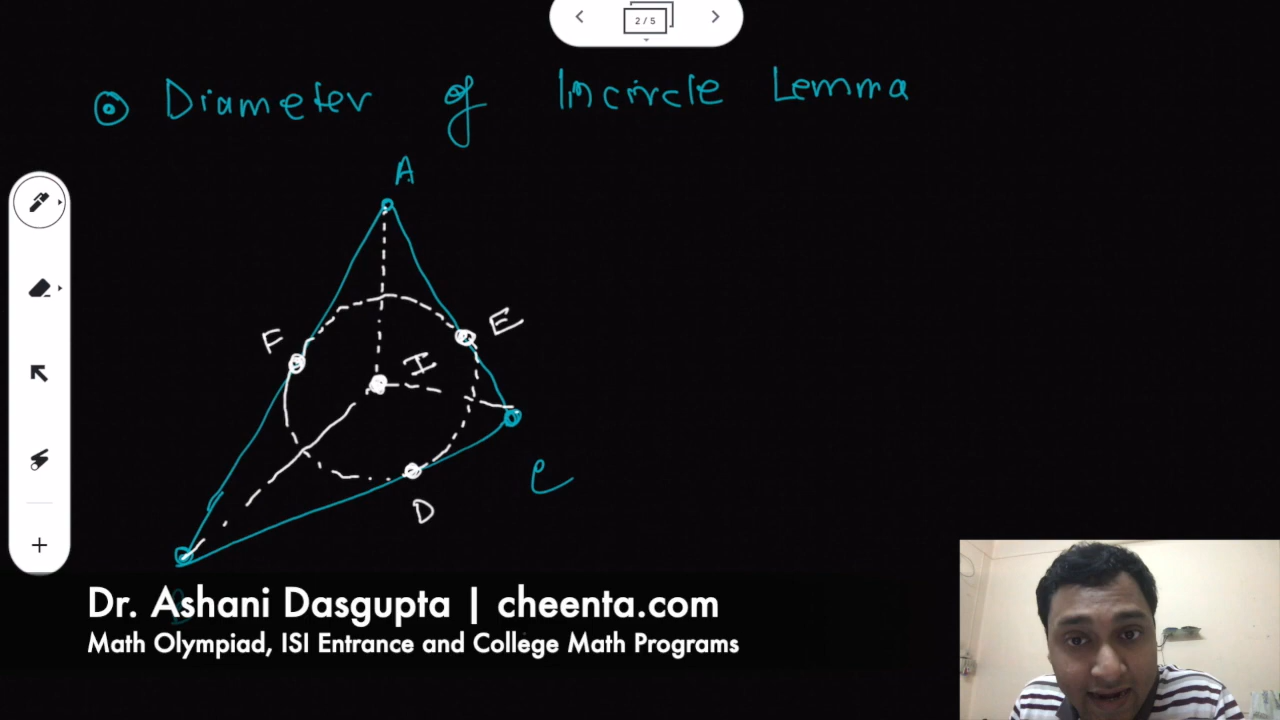 2 / 5
Diameter of Incircle Lemma
A
F
E
I
C
D
B
Dr. Ashani Dasgupta | cheenta.com
Math Olympiad, ISI Entrance and College Math Programs